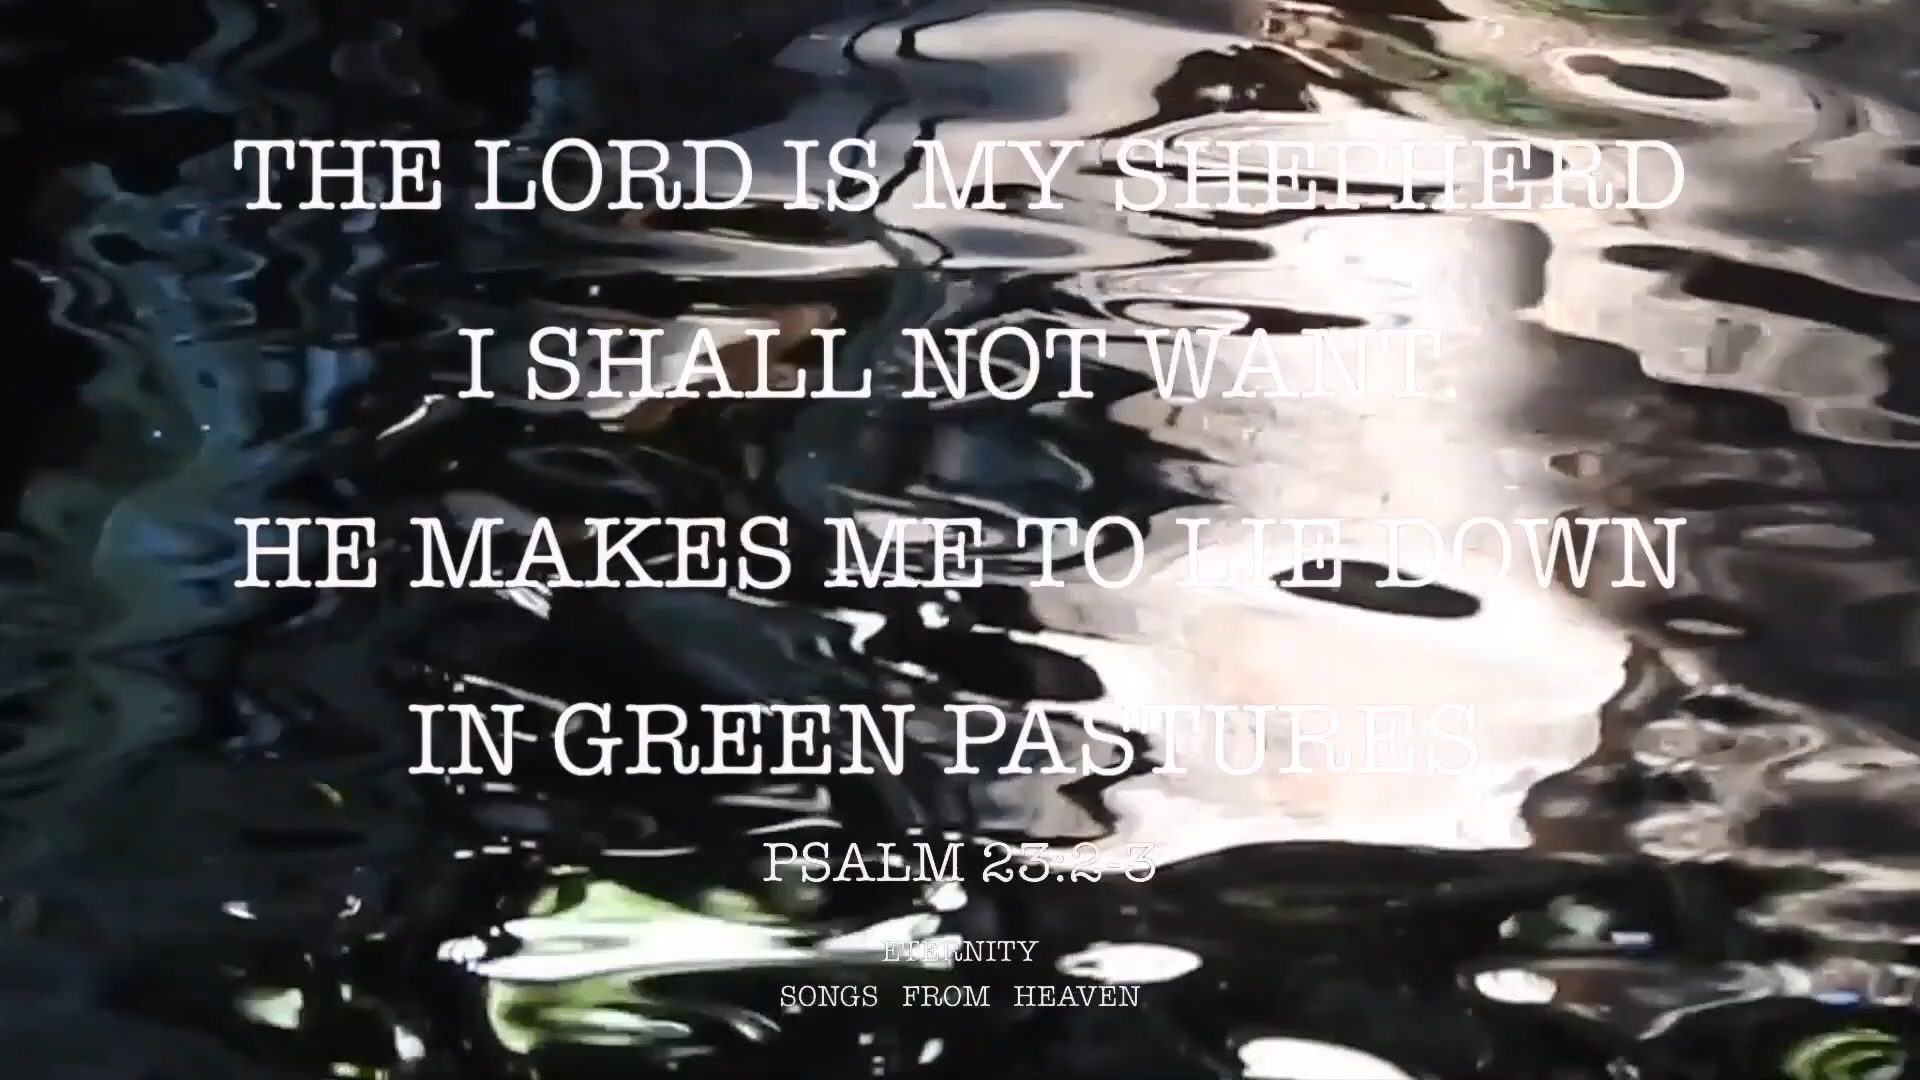 THE LORD IS MY SHEPHERD
I SHALL NOT WANT.
HE MAKES ME TO LIE DOWN
IN GREEN PASTURES
PSALM 23:2-3
ETERNITY
SONGS FROM HEAVEN